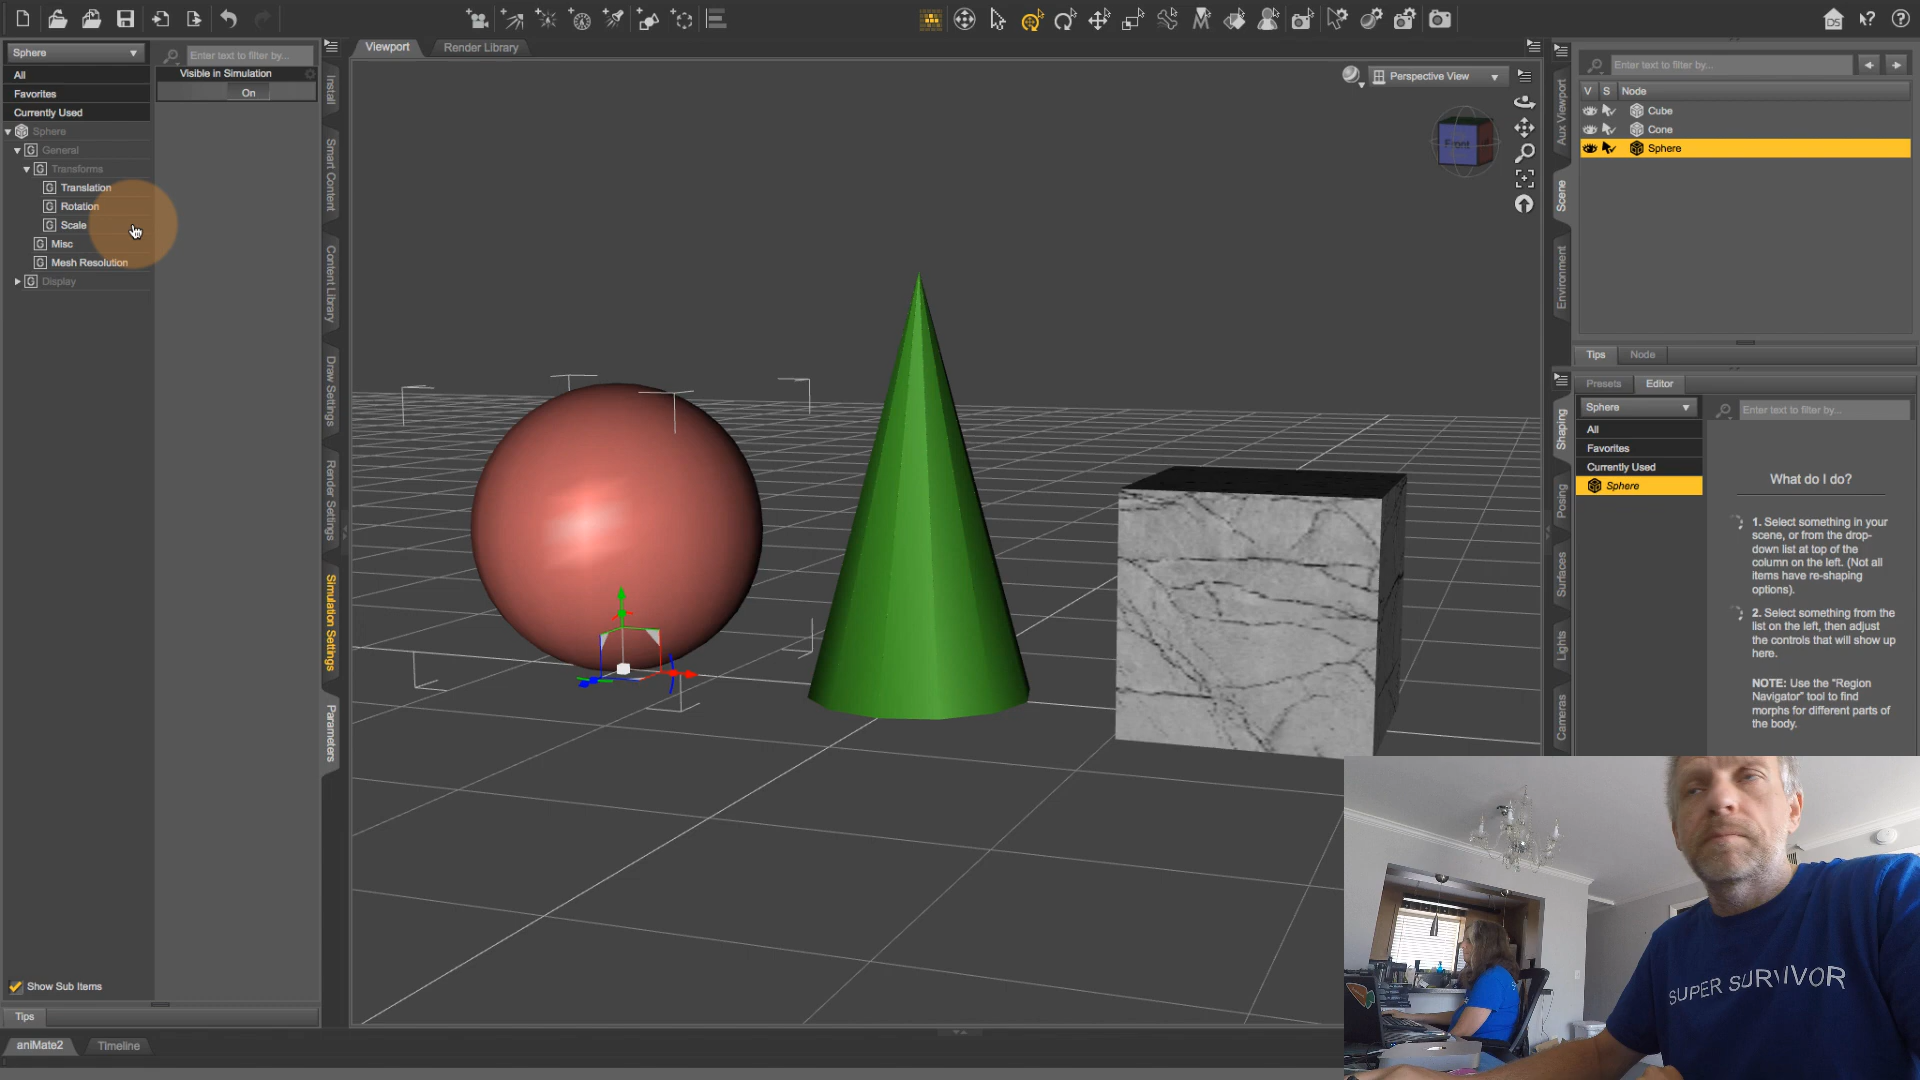 Sphere
Enter text to filter by...
All
Favorites
Currently Used
Sphere
General
Transforms
Translation
Rotation
Scale
Misc
Mesh Resolution
Display
Visible in Simulation
On
Show Sub Items
Tips
aniMate2
Timeline
Install
Smart Content
Content Library
Draw Settings
Render Settings
Simulation Settings
Parameters
Viewport
Render Library
Perspective View
Front
Aux Viewport
Scene
Environment
Enter text to filter by...
V S Node
Cube
Cone
Sphere
Tips
Node
Shaping
Posing
Surfaces
Lights
Cameras
Presets
Editor
Sphere
Enter text to filter by...
All
Favorites
Currently Used
Sphere
What do I do?
1. Select something in your
scene, or from the drop-
down list at top of the
column on the left. (Not all
items have re-shaping
options).
2. Select something from the
list on the left, then adjust
the controls that will show up
here.
NOTE: Use the "Region
Navigator" tool to find
morphs for different parts of
the body.
SUPER SURVIVOR